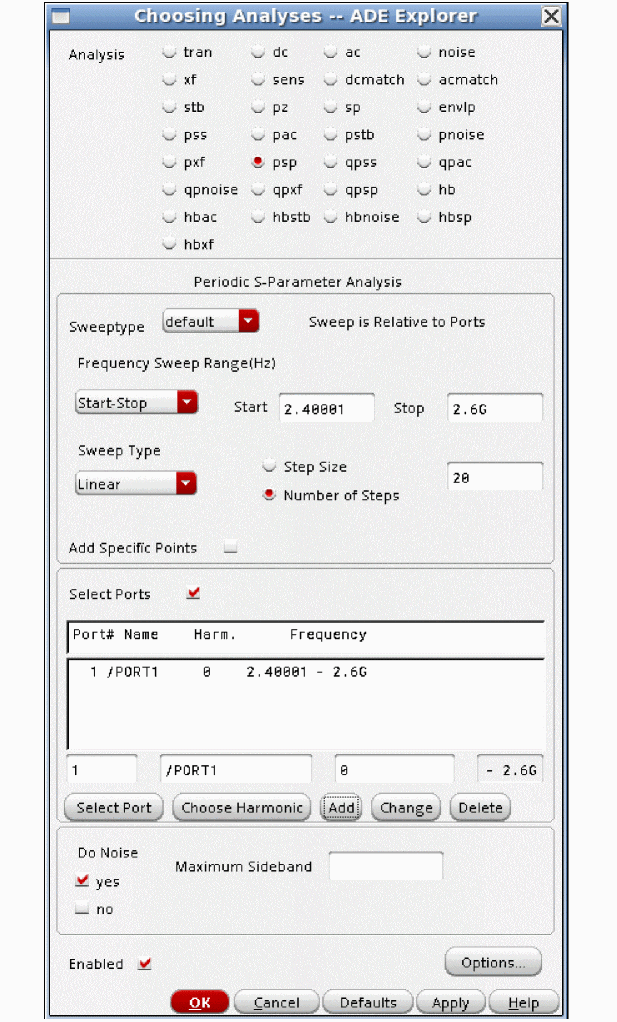 Choosing Analyses -- ADE Explorer
Analysis tran dc ac noise
xf sens dcmatch acmatch
stb pz sp envlp
pss pac pstb pnoise
pxf psp qpss qpac
qpnoise qpxf qpsp hb
hbac hbstb hbnoise hbsp
hbxf
Periodic S-Parameter Analysis
Sweeptype default Sweep is Relative to Ports
Frequency Sweep Range(Hz)
Start-Stop Start 2.40001 Stop 2.6G
Sweep Type
Linear
Step Size
Number of Steps
20
Add Specific Points
Select Ports
Port# Name Harm. Frequency
1 /PORT1 0 2.40001 - 2.6G
1 /PORT1 0 - 2.6G
Select Port Choose Harmonic Add Change Delete
Do Noise
yes
no
Maximum Sideband
Enabled
Options...
OK Cancel Defaults Apply Help